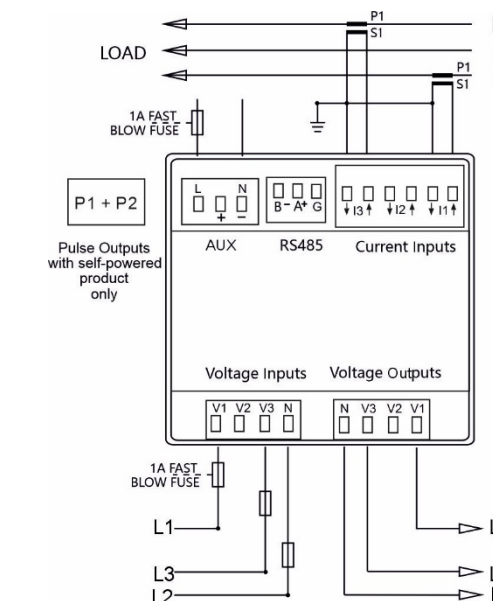 P1
S1
LOAD
P1
S1
1A FAST
BLOW FUSE
L N
+ -
B- A+ G
I3 I2 I1
P1 + P2
AUX RS485 Current Inputs
Pulse Outputs
with self-powered
product
only
Voltage Inputs Voltage Outputs
V1 V2 V3 N N V3 V2 V1
1A FAST
BLOW FUSE
L1
L3
L2